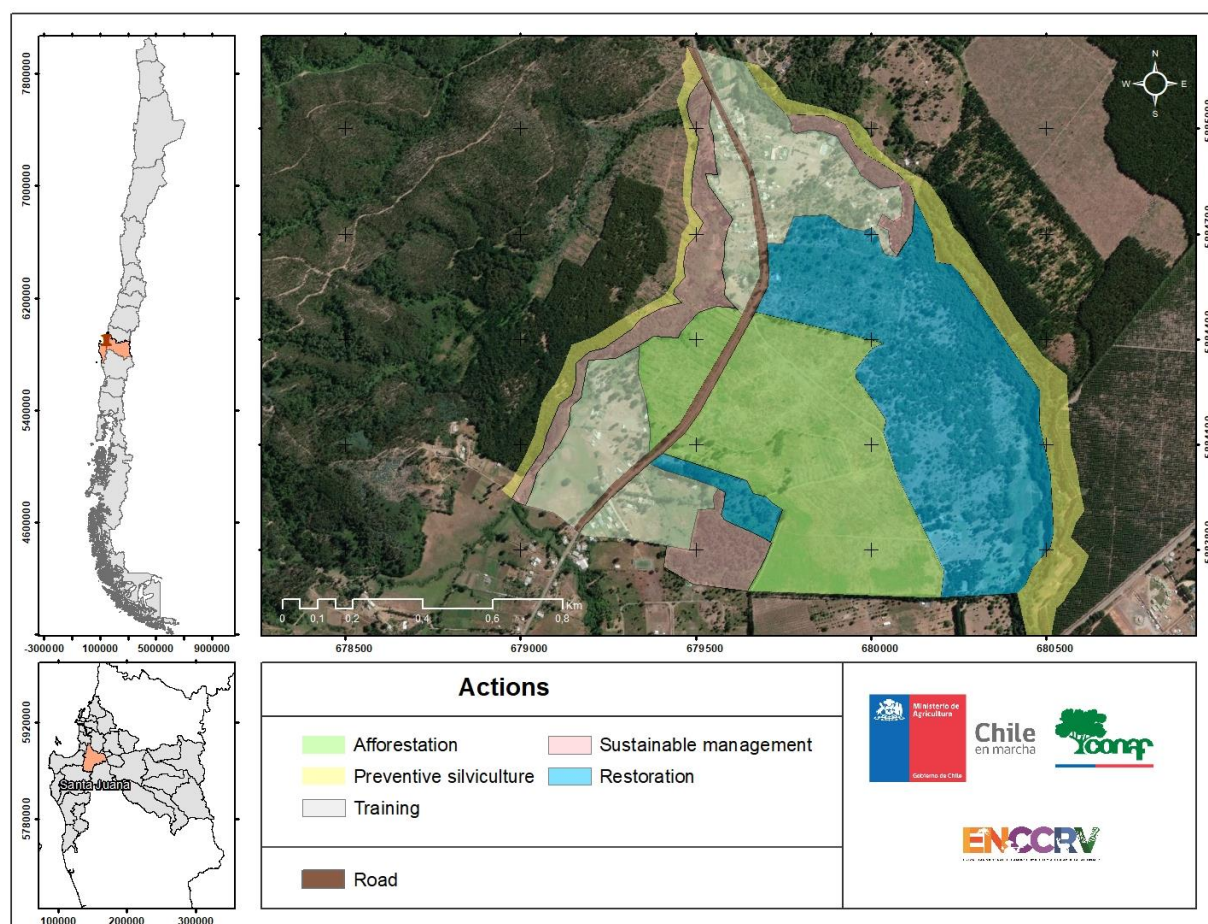 7800000
7000000
6200000
5400000
4600000
-300000 100000 500000 900000
N
W E
S
0 0,1 0,2 0,4 0,6 0,8
Km
678500 679000 679500 680000 680500
5920000
5780000
Santa Juana
100000 200000 300000
Actions
Afforestation
Sustainable management
Preventive silviculture
Restoration
Training
Road
Ministerio de
Agricultura
Gobierno de Chile
Chile
en marcha
conaf
ENCCRV